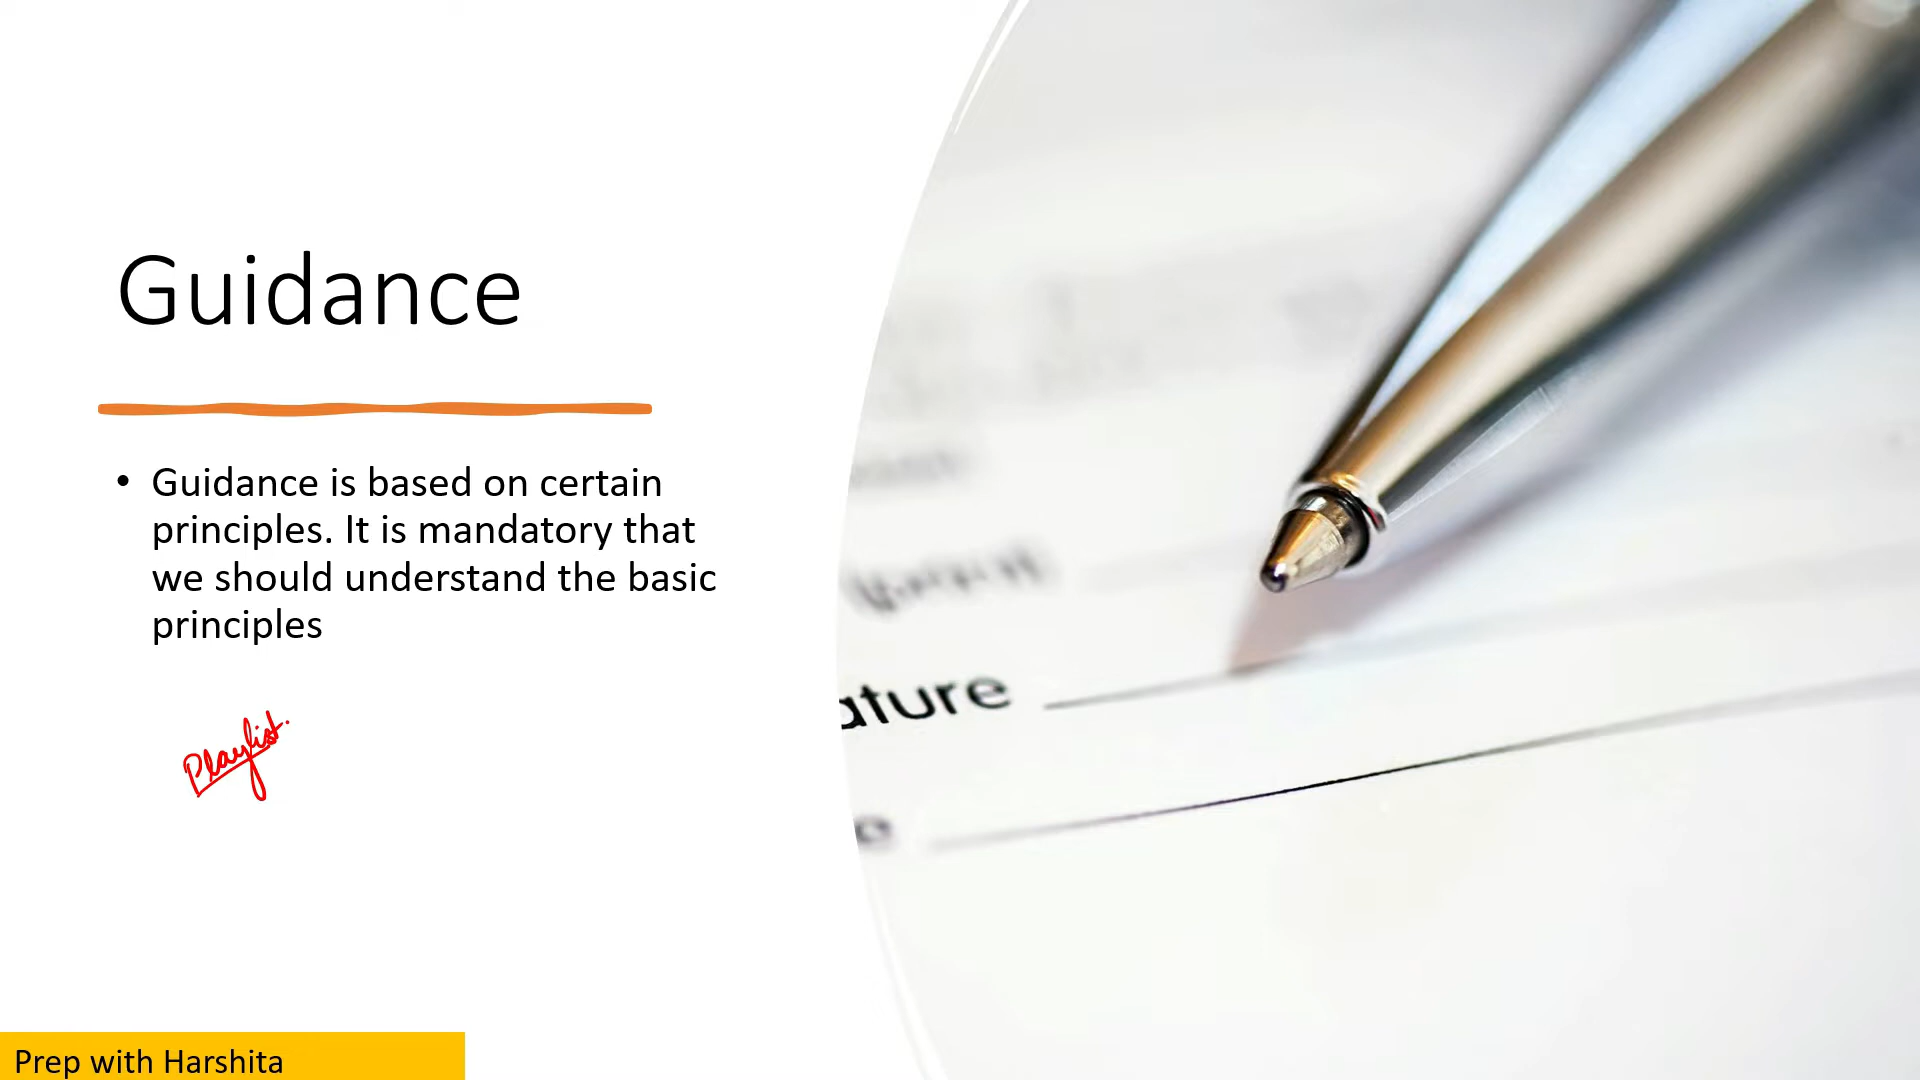 Guidance
• Guidance is based on certain
principles. It is mandatory that
we should understand the basic
principles
Playlist.
ature
Prep with Harshita